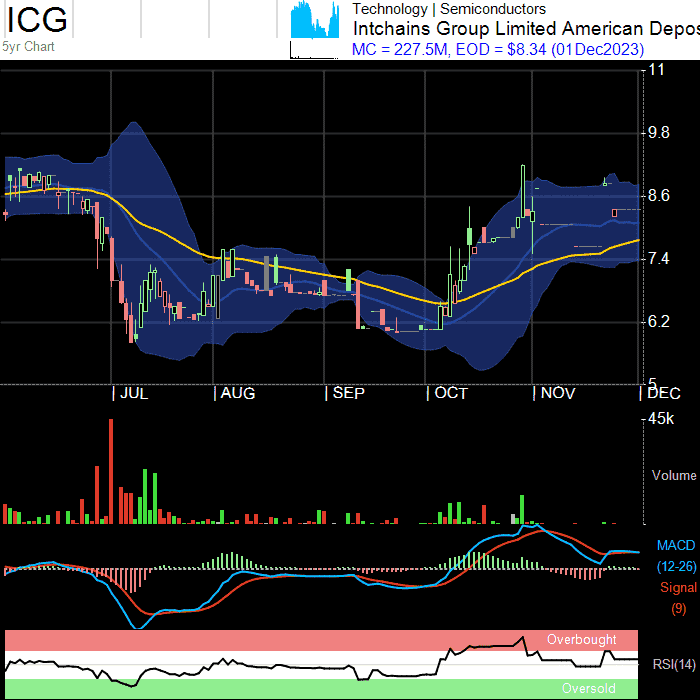 ICG
5yr Chart
Technology | Semiconductors
Intchains Group Limited American Depos
MC = 227.5M, EOD = $8.34 (01Dec2023)
11
9.8
8.6
7.4
6.2
5
| JUL | AUG | SEP | OCT | NOV | DEC
45k
Volume
MACD
(12-26)
Signal
(9)
Overbought
RSI(14)
Oversold